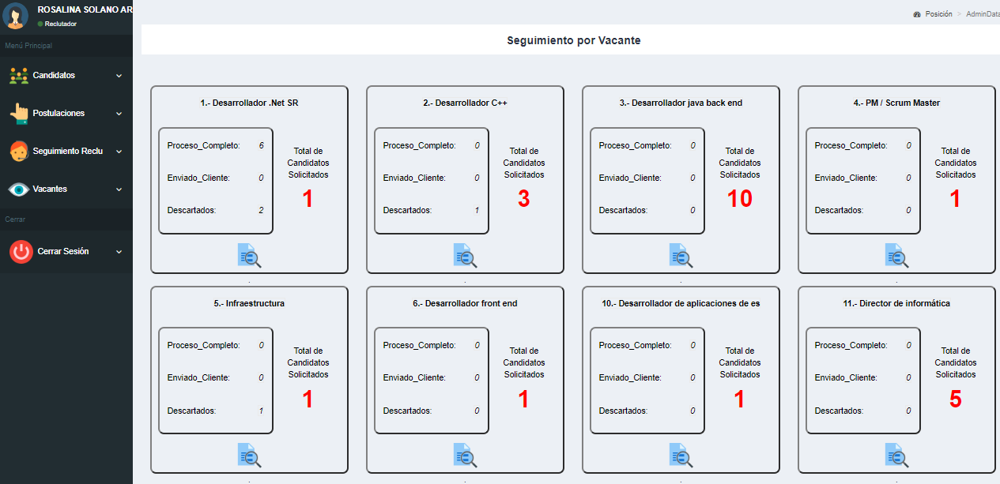 ROSALINA SOLANO AR
Reclutador
Menú Principal
Candidatos
Postulaciones
Seguimiento Reclu
Vacantes
Cerrar
Cerrar Sesión
Posición > AdminData
Seguimiento por Vacante
1.- Desarrollador .Net SR
Proceso_Completo: 6
Enviado_Cliente: 0
Descartados: 2
Total de
Candidatos
Solicitados
1
2.- Desarrollador C++
Proceso_Completo: 0
Enviado_Cliente: 0
Descartados: 1
Total de
Candidatos
Solicitados
3
3.- Desarrollador java back end
Proceso_Completo: 0
Enviado_Cliente: 0
Descartados: 0
Total de
Candidatos
Solicitados
10
4.- PM / Scrum Master
Proceso_Completo: 0
Enviado_Cliente: 0
Descartados: 0
Total de
Candidatos
Solicitados
1
5.- Infraestructura
Proceso_Completo: 0
Enviado_Cliente: 0
Descartados: 1
Total de
Candidatos
Solicitados
1
6.- Desarrollador front end
Proceso_Completo: 0
Enviado_Cliente: 0
Descartados: 0
Total de
Candidatos
Solicitados
1
10.- Desarrollador de aplicaciones de es
Proceso_Completo: 0
Enviado_Cliente: 0
Descartados: 0
Total de
Candidatos
Solicitados
1
11.- Director de informática
Proceso_Completo: 0
Enviado_Cliente: 0
Descartados: 0
Total de
Candidatos
Solicitados
5